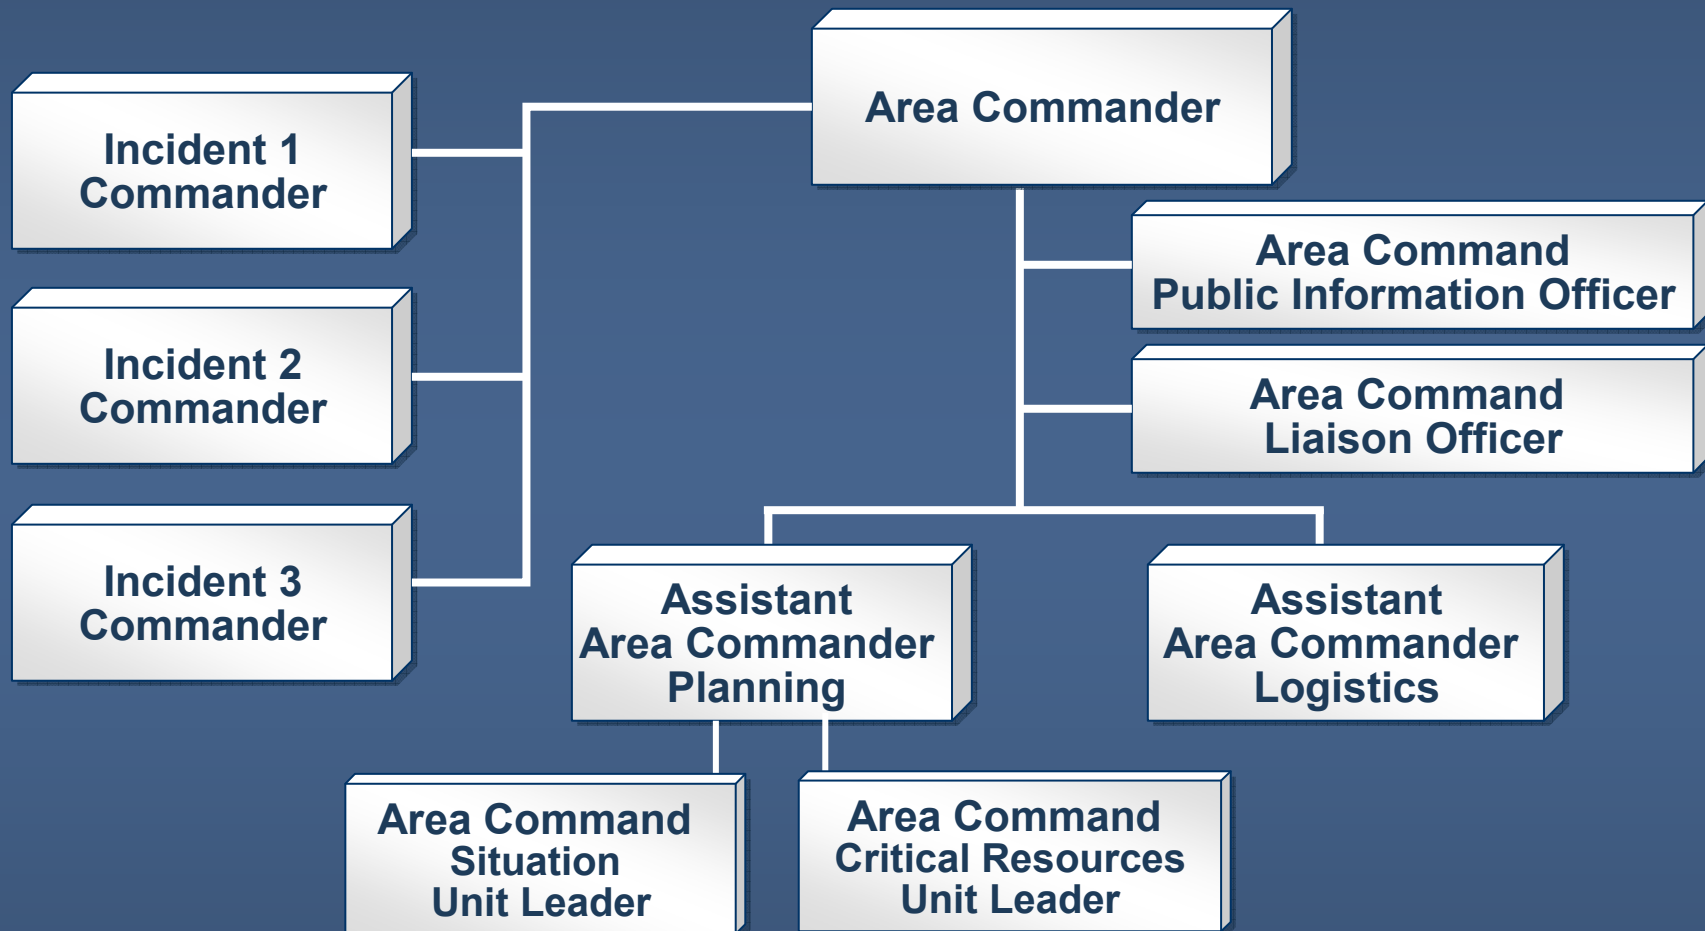 Area Commander
Incident 1
Commander
Incident 2
Commander
Incident 3
Commander
Area Command
Public Information Officer
Area Command
Liaison Officer
Assistant
Area Commander
Planning
Assistant
Area Commander
Logistics
Area Command
Situation
Unit Leader
Area Command
Critical Resources
Unit Leader